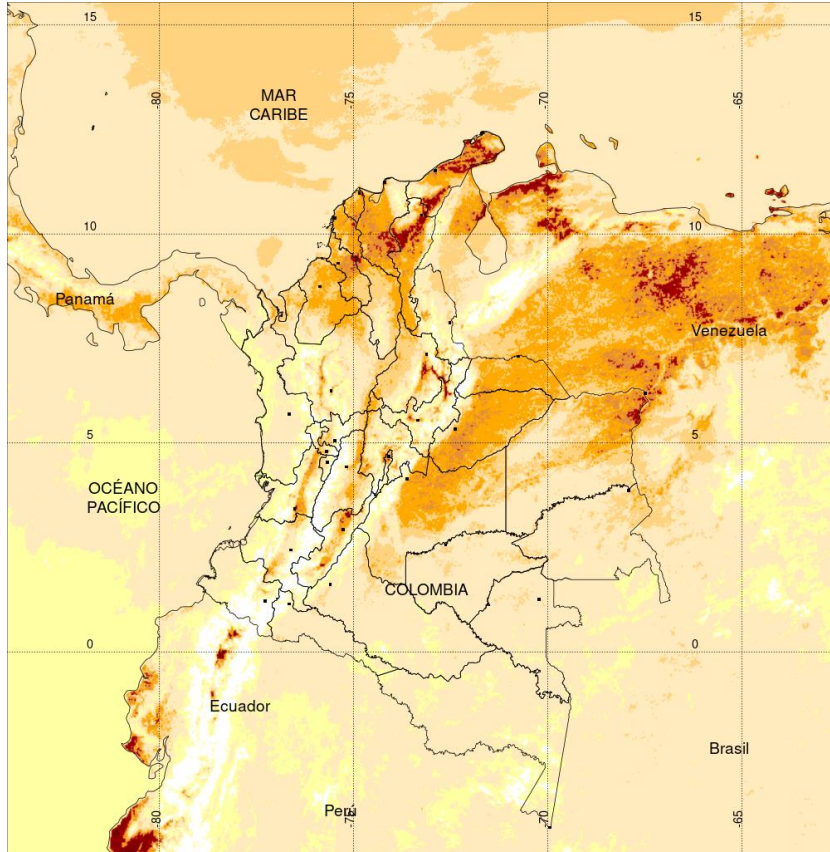 15
15
-80
-75
-70
-65
MAR
CARIBE
10
10
Panamá
Venezuela
5
5
OCÉANO
PACÍFICO
COLOMBIA
0
0
Ecuador
Brasil
Perú
-80
-75
-70
-65